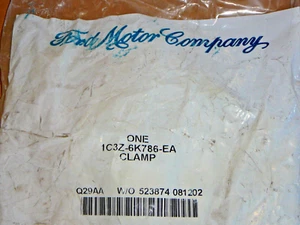 Ford Motor Company
ONE
1C3Z-6K786-EA
CLAMP
Q29AA W/O 523874 081202